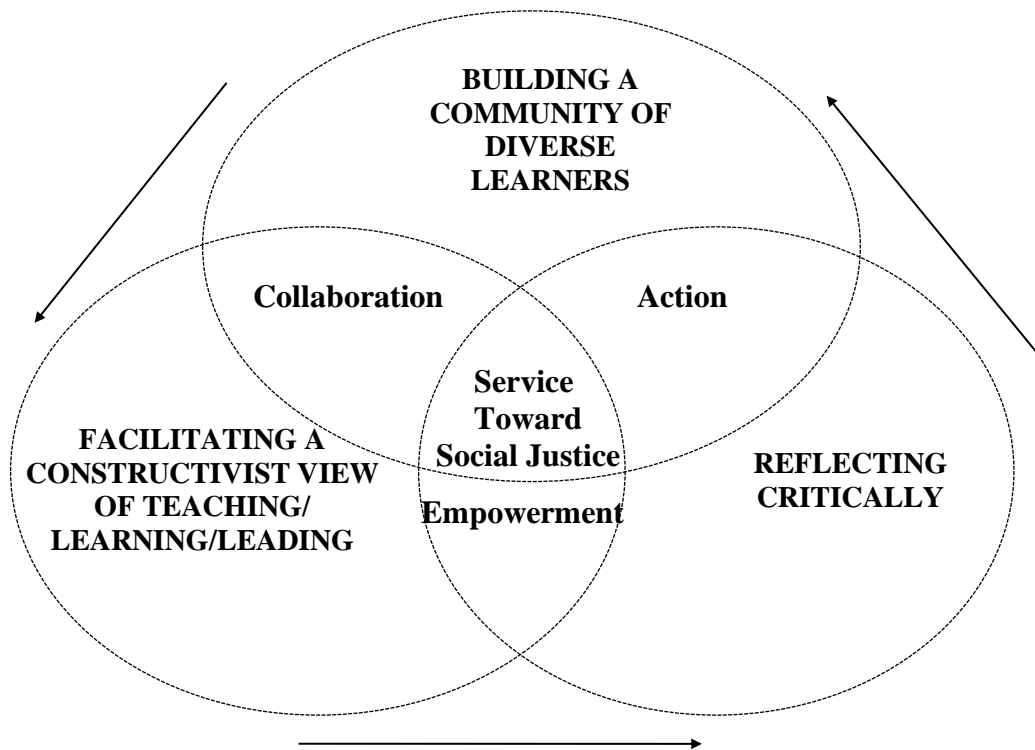 BUILDING A
COMMUNITY OF
DIVERSE
LEARNERS
Collaboration
Action
Service
Toward
Social Justice
FACILITATING A
CONSTRUCTIVIST VIEW
OF TEACHING/
LEARNING/LEADING
REFLECTING
CRITICALLY
Empowerment